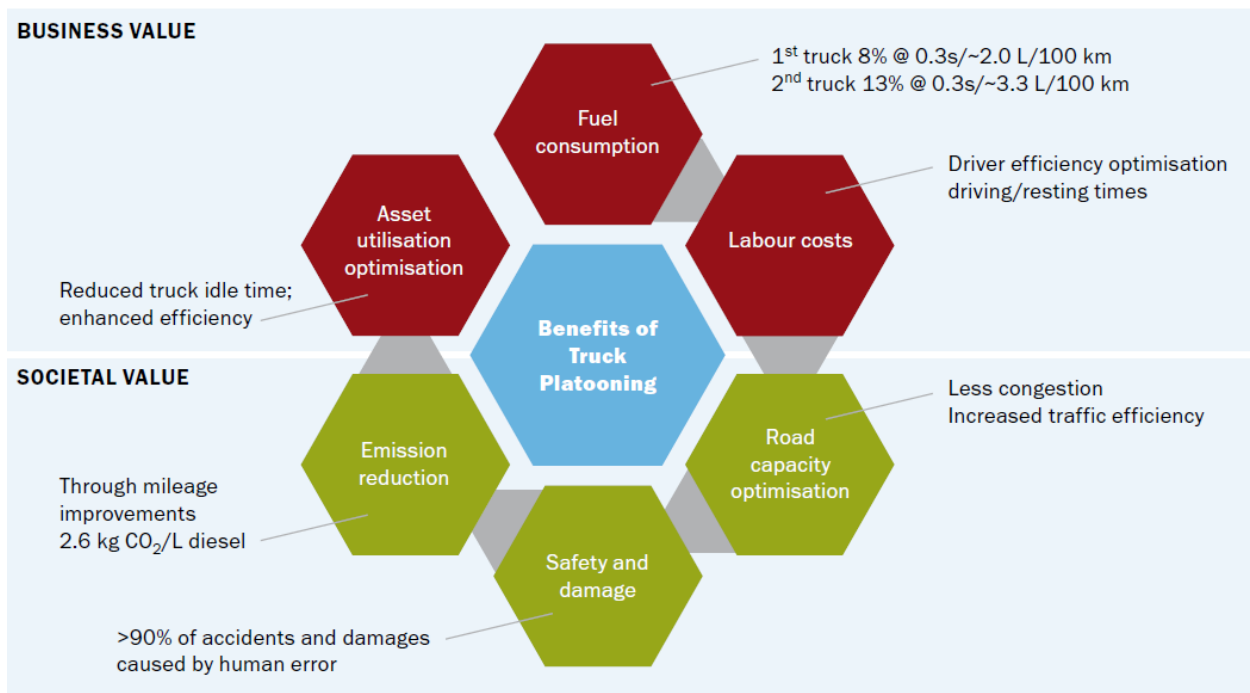 BUSINESS VALUE
1st truck 8% @ 0.3s/~2.0 L/100 km
2nd truck 13% @ 0.3s/~3.3 L/100 km
Fuel
consumption
Driver efficiency optimisation
driving/resting times
Labour costs
Asset
utilisation
optimisation
Reduced truck idle time;
enhanced efficiency
Benefits of
Truck
Platooning
SOCIETAL VALUE
Less congestion
Increased traffic efficiency
Road
capacity
optimisation
Emission
reduction
Through mileage
improvements
2.6 kg CO₂/L diesel
Safety and
damage
>90% of accidents and damages
caused by human error